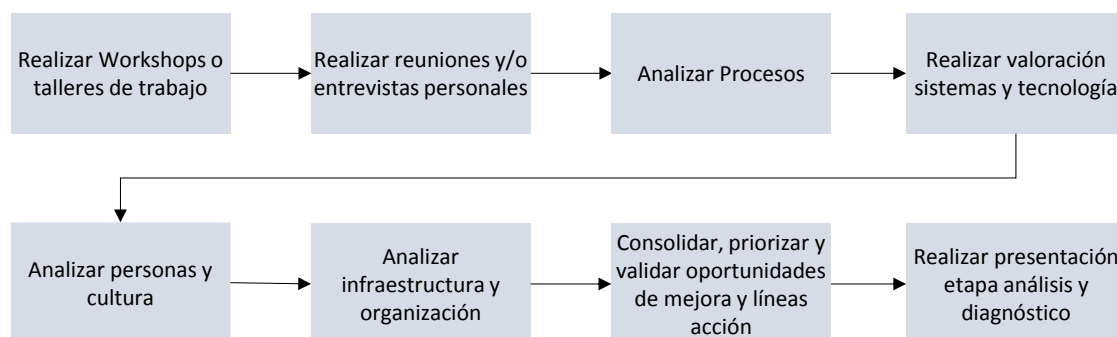 Realizar Workshops o
talleres de trabajo
Realizar reuniones y/o
entrevistas personales
Analizar Procesos
Realizar valoración
sistemas y tecnología
Analizar personas y
cultura
Analizar
infraestructura y
organización
Consolidar, priorizar y
validar oportunidades
de mejora y líneas
acción
Realizar presentación
etapa análisis y
diagnóstico